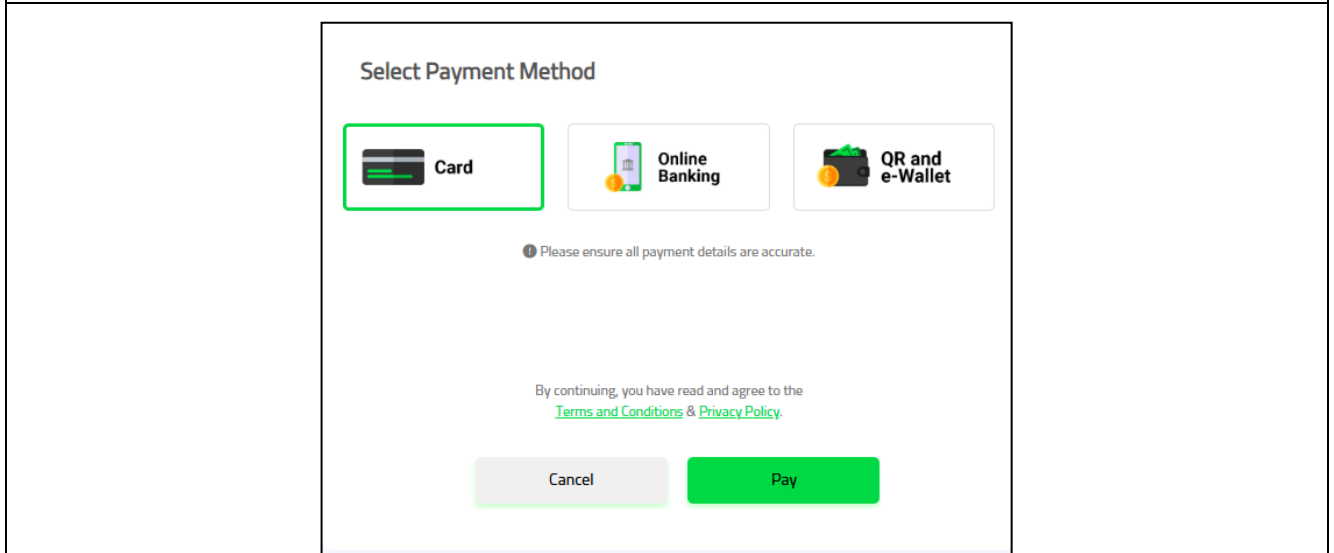 Select Payment Method
Card
Online
Banking
QR and
e-Wallet
Please ensure all payment details are accurate.
By continuing, you have read and agree to the
Terms and Conditions & Privacy Policy.
Cancel
Pay